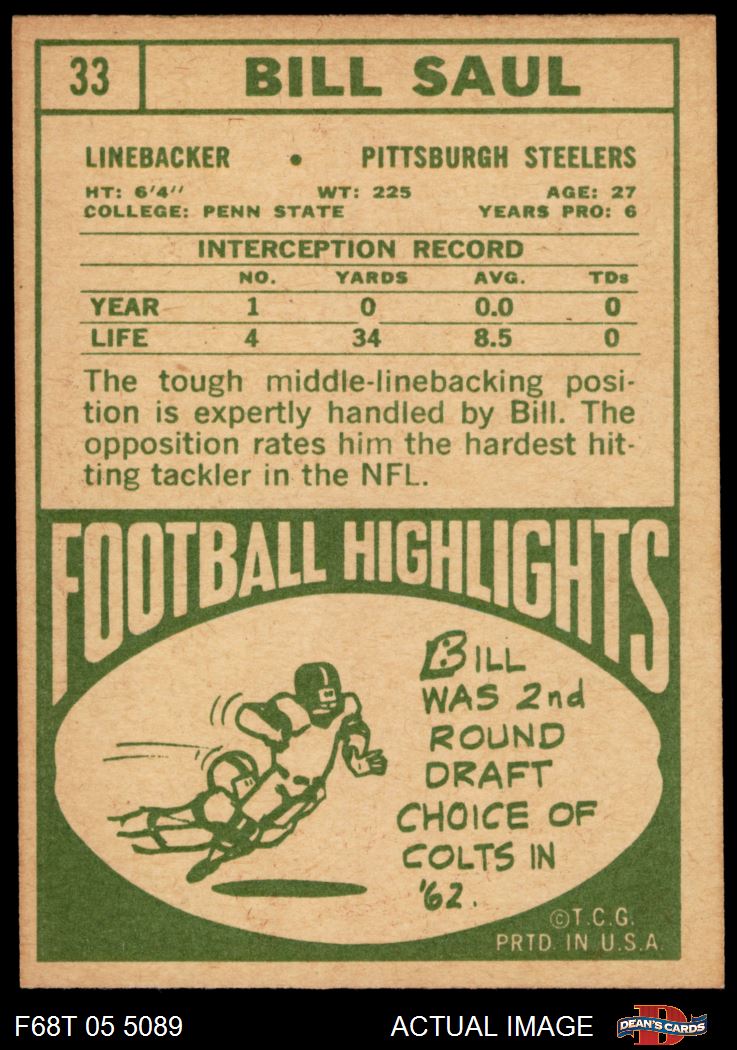 33 BILL SAUL
LINEBACKER • PITTSBURGH STEELERS
HT: 6'4" WT: 225 AGE: 27
COLLEGE: PENN STATE YEARS PRO: 6
INTERCEPTION RECORD
NO. YARDS AVG. TDs
YEAR 1 0 0.0 0
LIFE 4 34 8.5 0
The tough middle-linebacking posi-
tion is expertly handled by Bill. The
opposition rates him the hardest hit-
ting tackler in the NFL.
FOOTBALL HIGHLIGHTS
BILL
WAS 2nd
ROUND
DRAFT
CHOICE OF
COLTS IN
'62.
©T.C.G.
PRTD. IN U.S.A.
F68T 05 5089 ACTUAL IMAGE D DEAN'S CARDS